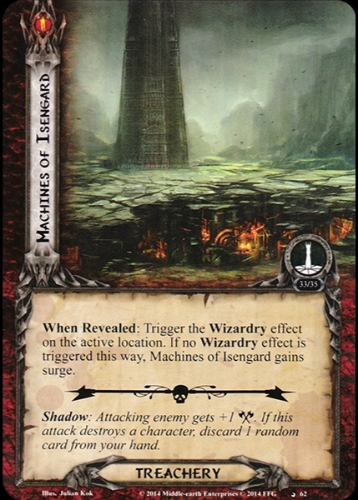 MACHINES OF ISENGARD
33/35
When Revealed: Trigger the Wizardry effect
on the active location. If no Wizardry effect is
triggered this way, Machines of Isengard gains
surge.
Shadow: Attacking enemy gets +1 . If this
attack destroys a character, discard 1 random
card from your hand.
TREACHERY
Illus. Julian Kok © 2014 Middle-earth Enterprises © 2014 FFG 62